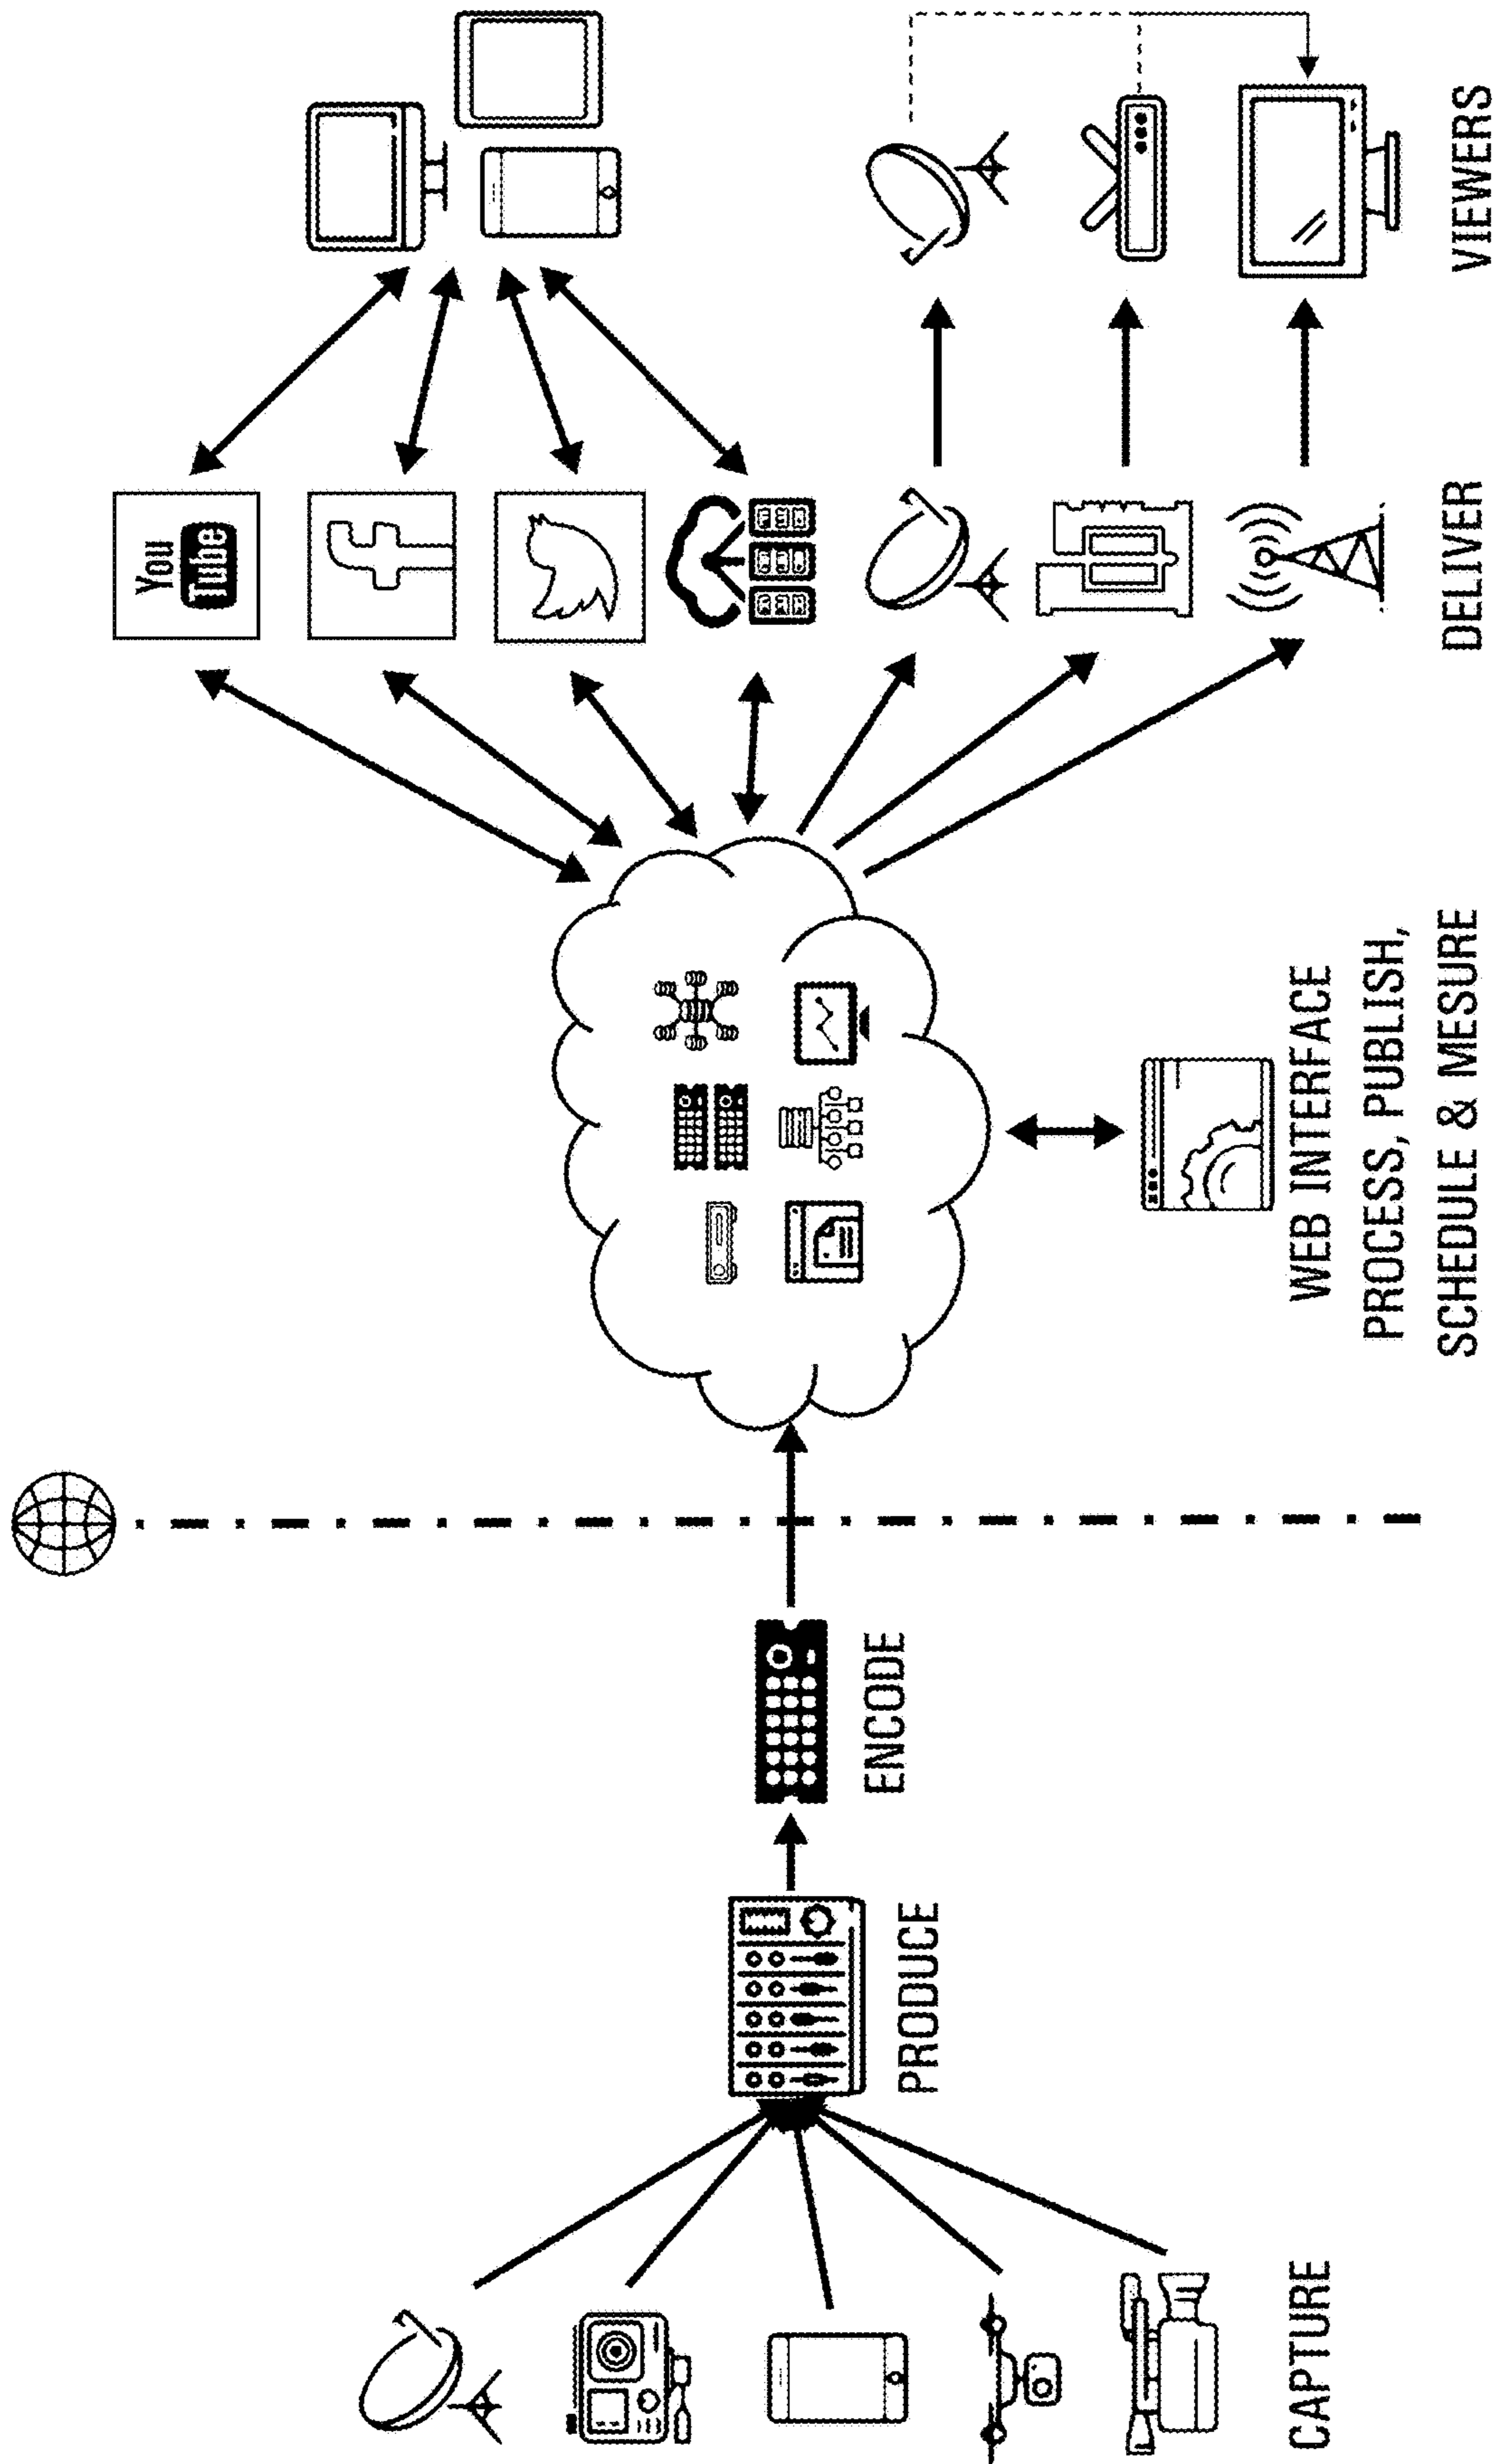 You
Tube
CAPTURE
PRODUCE
ENCODE
WEB INTERFACE
PROCESS, PUBLISH,
SCHEDULE & MESURE
DELIVER
VIEWERS